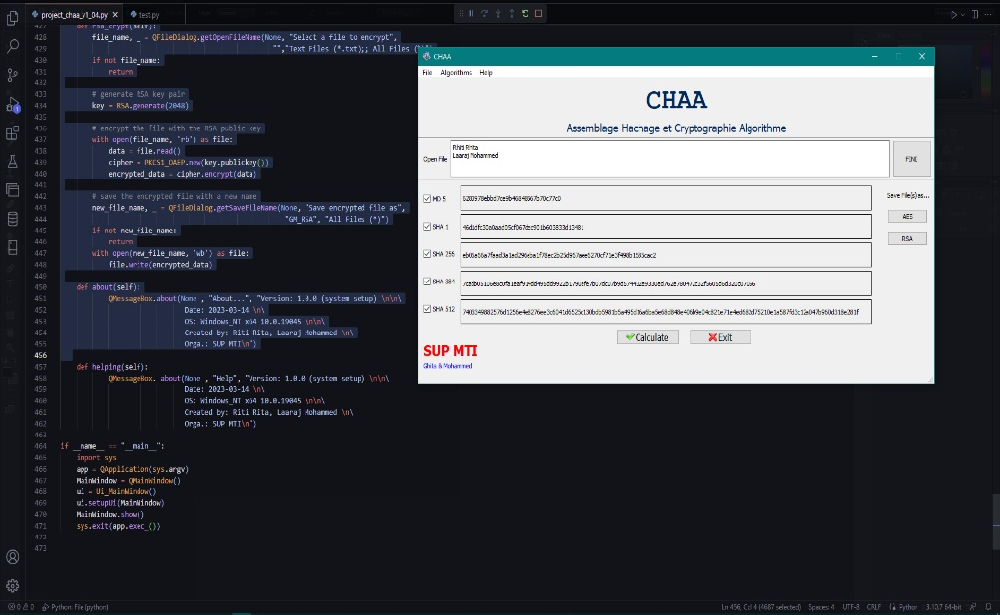 project_chaa_v1_04.py
test.py
427 def rsa_crypt(self):
428 file_name, _ = QFileDialog.getOpenFileName(None, "Select a file to encrypt",
429 "","Text Files (*.txt);; All Files (*)")
430 if not file_name:
431 return
432
433 # generate RSA key pair
434 key = RSA.generate(2048)
435
436 # encrypt the file with the RSA public key
437 with open(file_name, 'rb') as file:
438 data = file.read()
439 cipher = PKCS1_OAEP.new(key.publickey())
440 encrypted_data = cipher.encrypt(data)
441
442 # save the encrypted file with a new name
443 new_file_name, _ = QFileDialog.getSaveFileName(None, "Save encrypted file as",
444 "GM_RSA", "All Files (*)")
445 if not new_file_name:
446 return
447 with open(new_file_name, 'wb') as file:
448 file.write(encrypted_data)
449
450 def about(self):
451 QMessageBox.about(None , "About...", "Version: 1.0.0 (system setup) \n\n\
452 Date: 2023-03-14 \n\
453 OS: Windows_NT x64 10.0.19045 \n\n\
454 Created by: Riti Rita, Laaraj Mohammed \n\
455 Orga.: SUP MTI\n")
456
457 def helping(self):
458 QMessageBox. about(None , "Help", "Version: 1.0.0 (system setup) \n\n\
459 Date: 2023-03-14 \n\
460 OS: Windows_NT x64 10.0.19045 \n\n\
461 Created by: Riti Rita, Laaraj Mohammed \n\
462 Orga.: SUP MTI\n")
463
464 if __name__ == "__main__":
465 import sys
466 app = QApplication(sys.argv)
467 MainWindow = QMainWindow()
468 ui = Ui_MainWindow()
469 ui.setupUi(MainWindow)
470 MainWindow.show()
471 sys.exit(app.exec_())
472
473
CHAA
File Algorithms Help
CHAA
Assemblage Hachage et Cryptographie Algorithme
Open File
Rhiti Rhita
Laaraj Mohammed
FIND
MD 5
SHA 1
SHA 256
SHA 384
SHA 512
Save File(s) as...
AES
RSA
Calculate
Exit
SUP MTI
Ghita & Mohammed
0 0 Python: File (python)
Ln 456, Col 4 (4687 selected) Spaces: 4 UTF-8 CRLF Python 3.10.7 64-bit